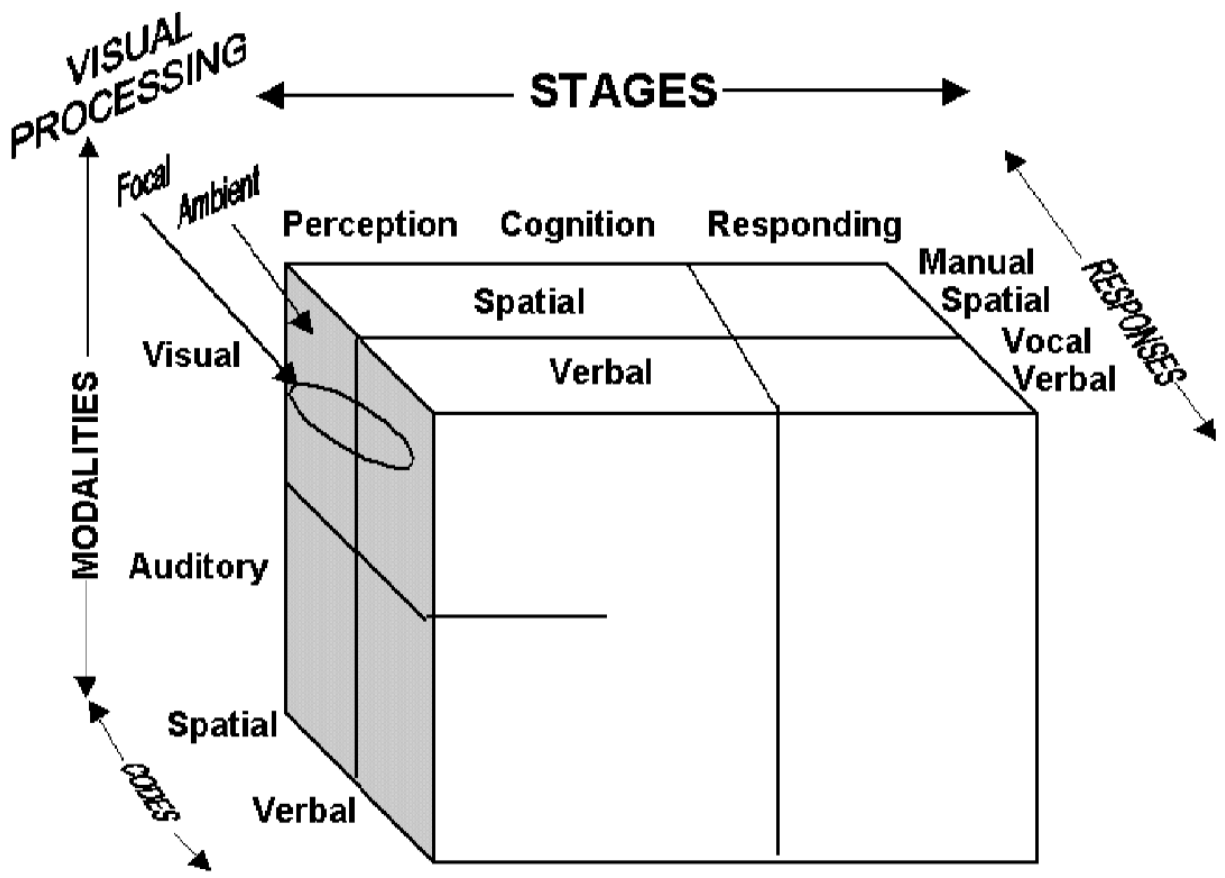 VISUAL
PROCESSING
STAGES
Focal
Ambient
Perception Cognition Responding
Manual
Spatial
Vocal
Verbal
RESPONSES
Spatial
Verbal
Visual
MODALITIES
Auditory
Spatial
Verbal
CODES